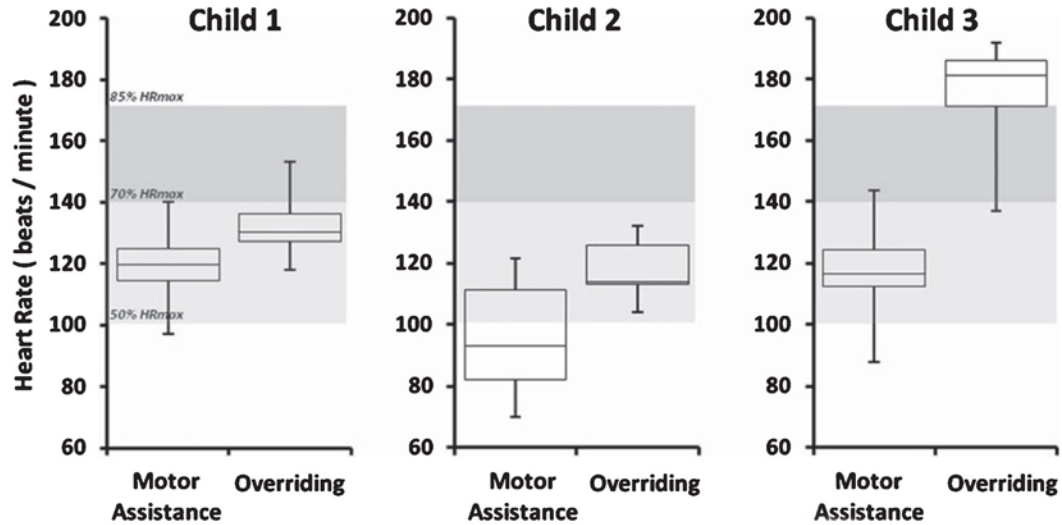 Child 1
Child 2
Child 3
Heart Rate ( beats / minute )
200
180
160
140
120
100
80
60
85% HRmax
70% HRmax
50% HRmax
Motor
Assistance
Overriding
200
180
160
140
120
100
80
60
Motor
Assistance
Overriding
200
180
160
140
120
100
80
60
Motor
Assistance
Overriding